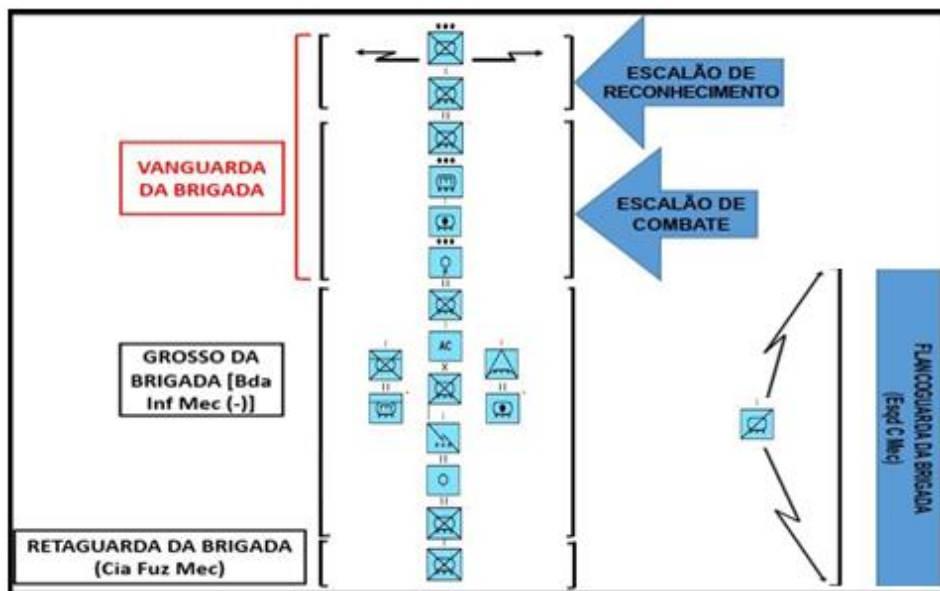 ESCALÃO DE
RECONHECIMENTO
VANGUARDA
DA BRIGADA
ESCALÃO DE
COMBATE
GROSSO DA
BRIGADA [Bda
Inf Mec (-)]
AC
FLANCOGUARDA DA BRIGADA
(Esqd C Mec)
RETAGUARDA DA BRIGADA
(Cia Fuz Mec)